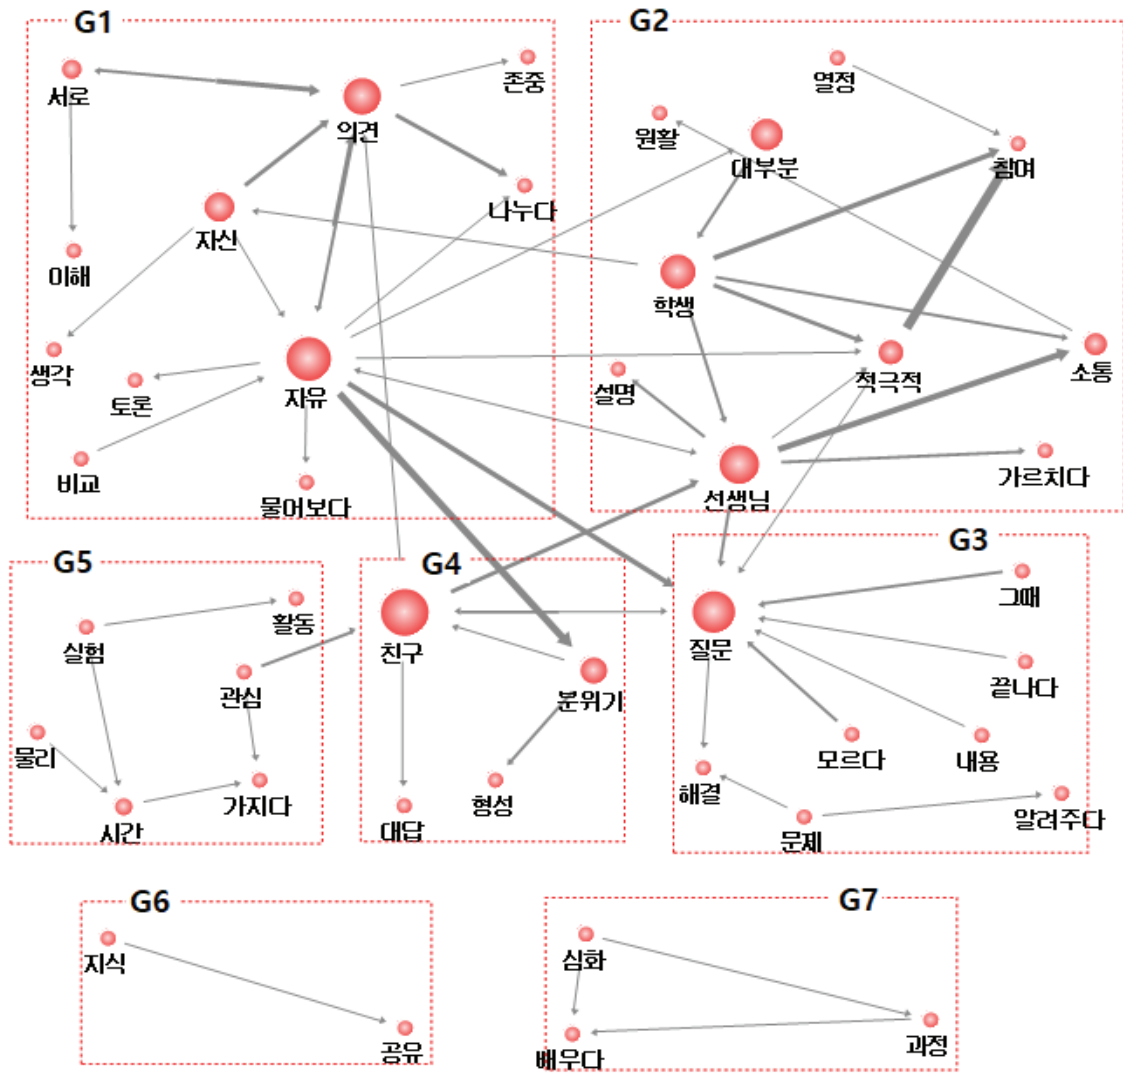 G1
서로
의견
존중
자신
나누다
이해
생각
토론
자유
비교
물어보다
G2
열정
원활
대부분
참여
학생
설명
적극적
소통
선생님
가르치다
G5
활동
실험
관심
물리
시간
가지다
G4
친구
분위기
형성
대답
G3
그때
질문
끝나다
모르다
내용
해결
문제
알려주다
G6
지식
공유
G7
심화
배우다
과정